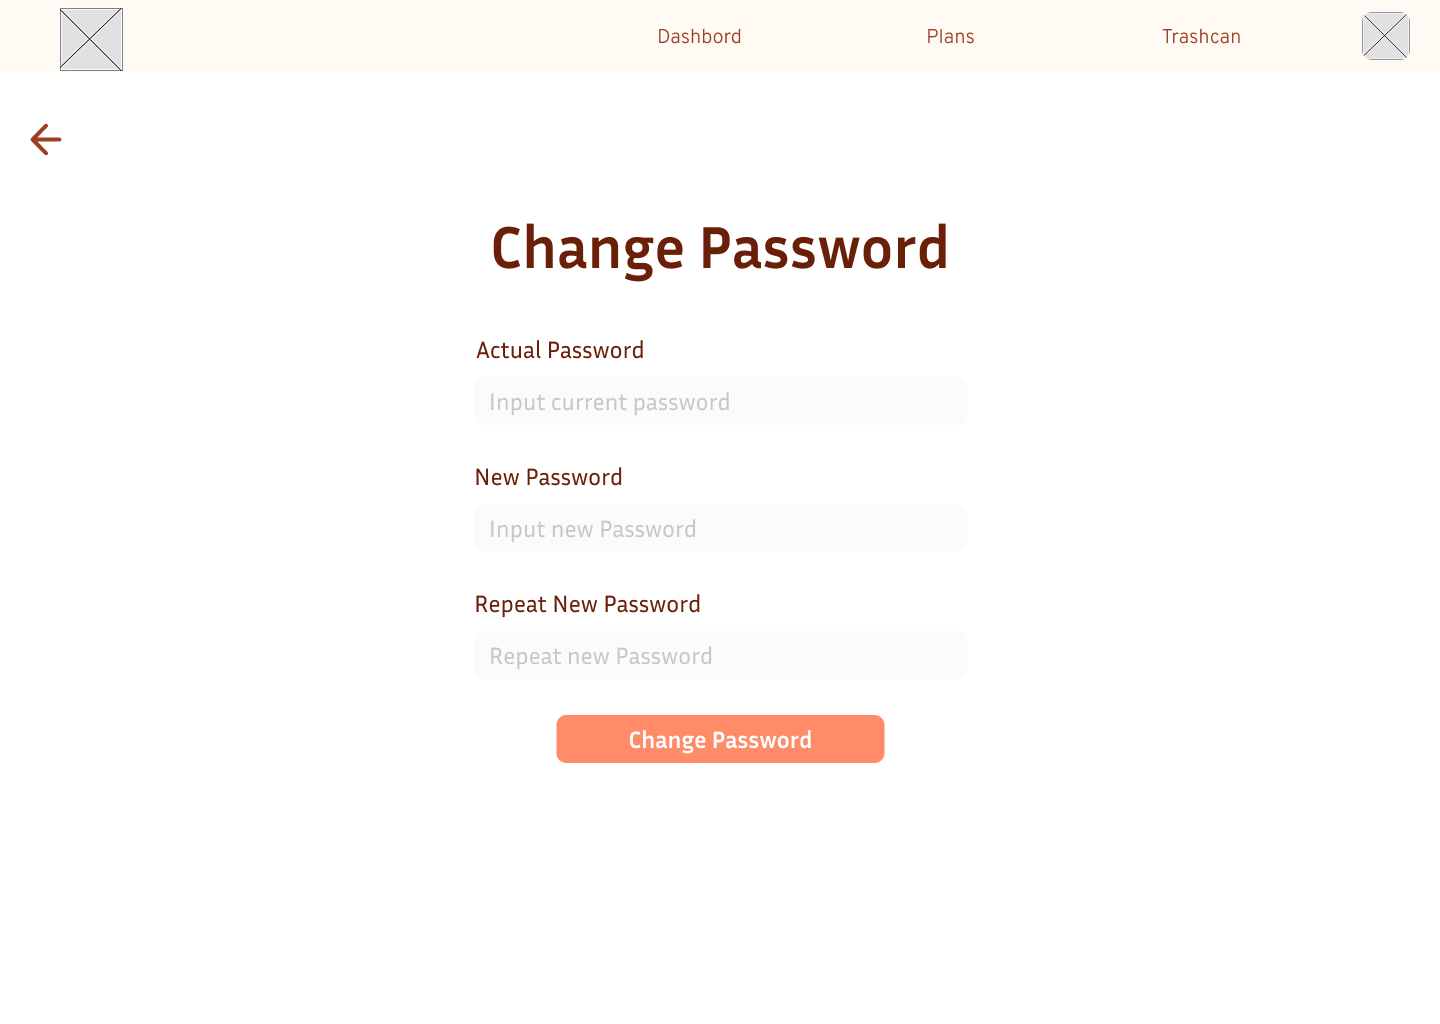 Dashbord
Plans
Trashcan
Change Password
Actual Password
Input current password
New Password
Input new Password
Repeat New Password
Repeat new Password
Change Password